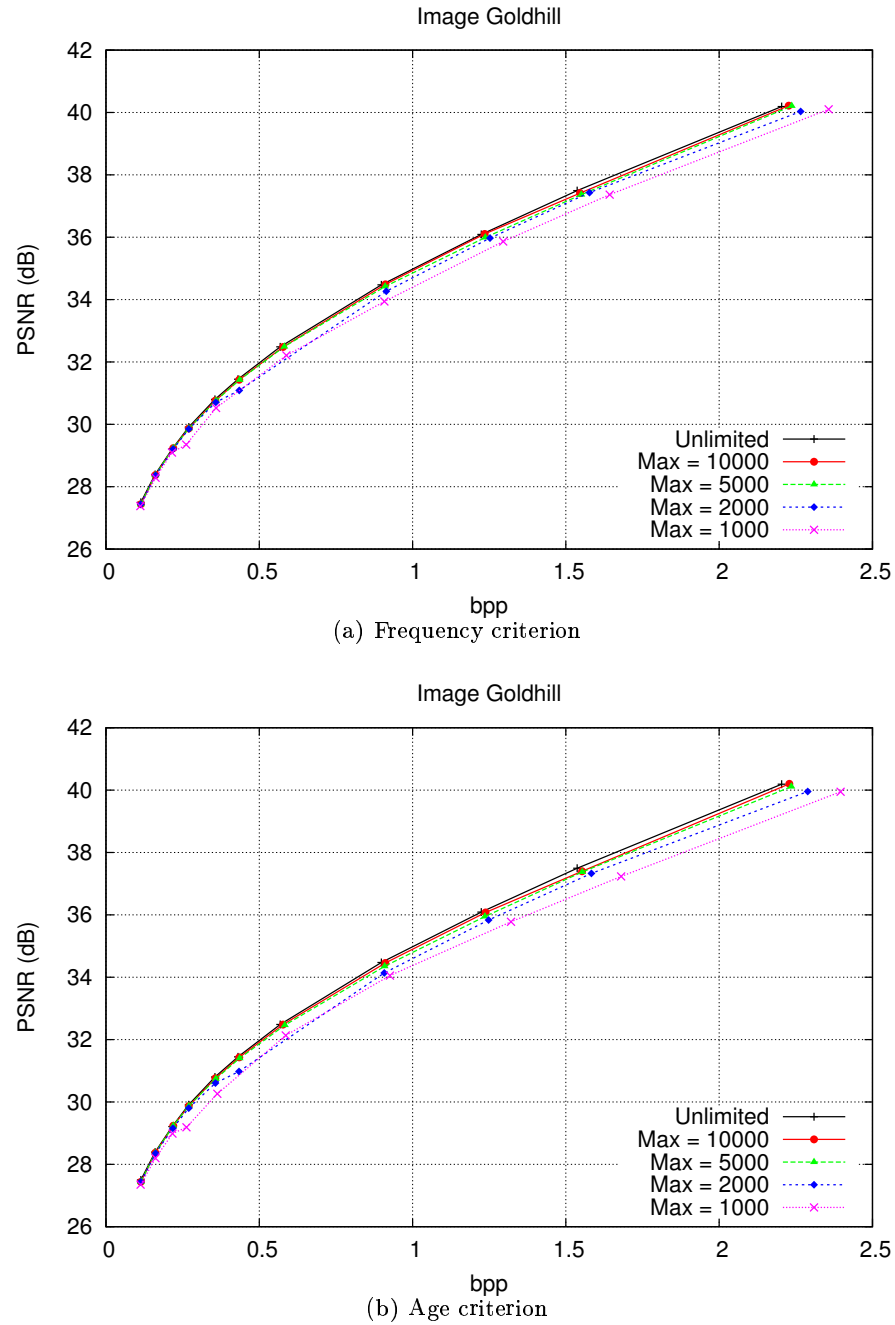 Image Goldhill
42
40
38
36
34
32
30
28
26
PSNR (dB)
Unlimited
Max = 10000
Max = 5000
Max = 2000
Max = 1000
0 0.5 1 1.5 2 2.5
bpp
(a) Frequency criterion
Image Goldhill
42
40
38
36
34
32
30
28
26
PSNR (dB)
Unlimited
Max = 10000
Max = 5000
Max = 2000
Max = 1000
0 0.5 1 1.5 2 2.5
bpp
(b) Age criterion